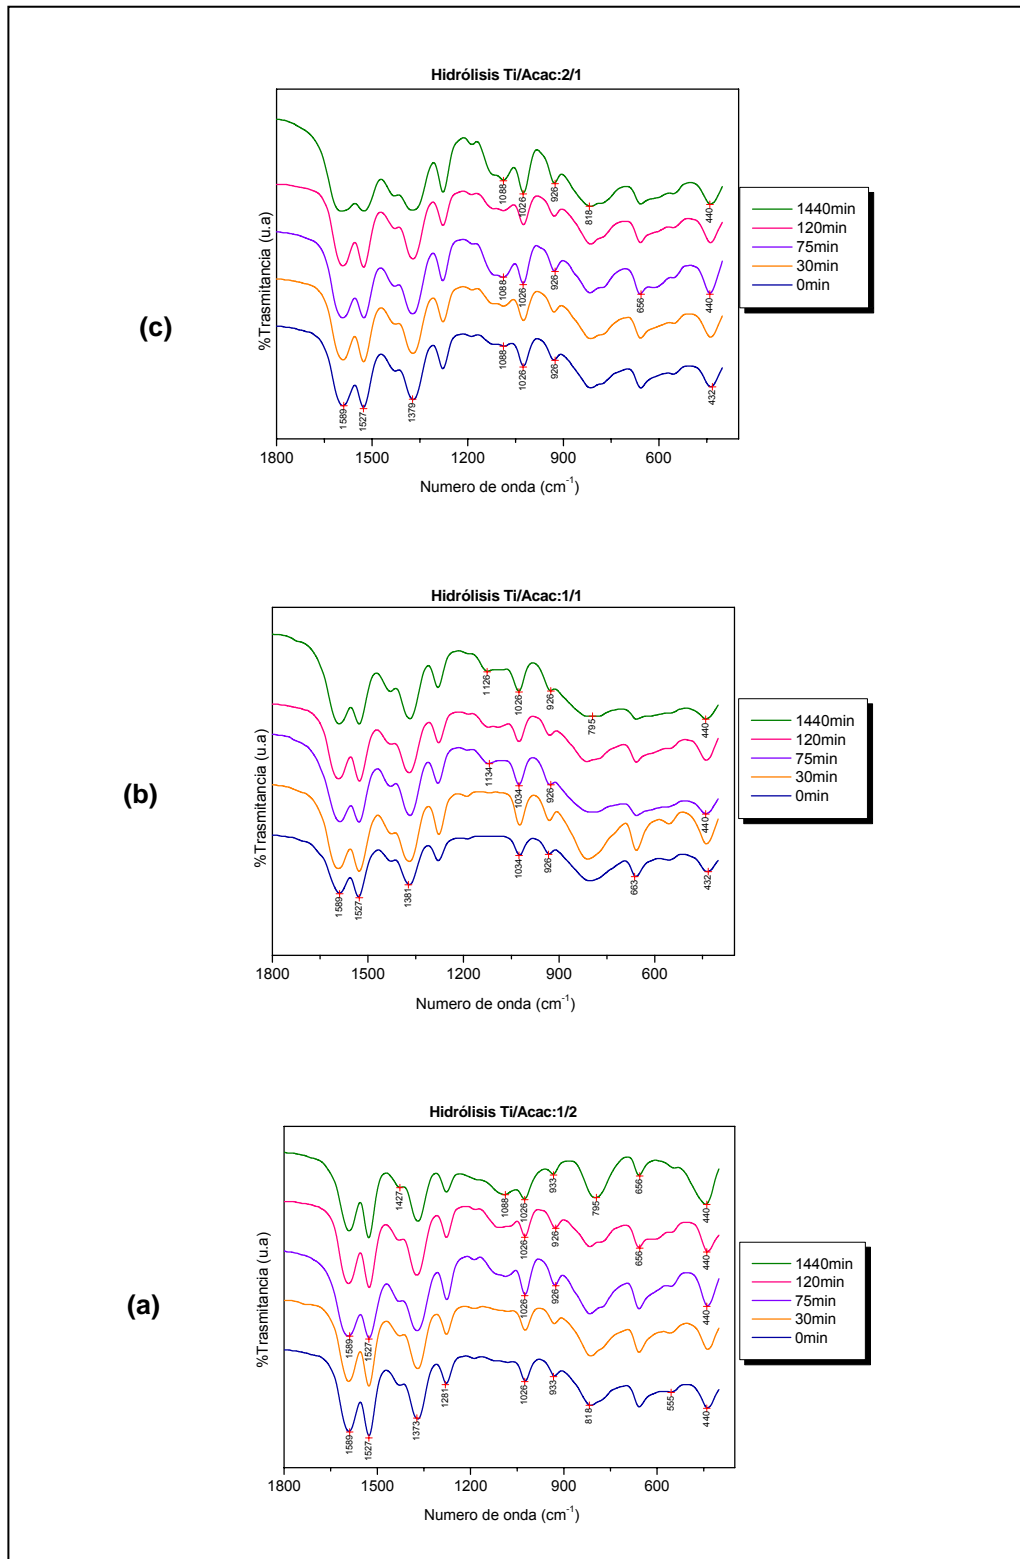 Hidrólisis Ti/Acac:2/1
%Trasmitancia (u.a)
(c)
1088
1026
926
818
440
1088
1026
926
656
440
1088
1026
926
1589
1527
1379
432
1440min
120min
75min
30min
0min
1800 1500 1200 900 600
Numero de onda (cm-1)
Hidrólisis Ti/Acac:1/1
%Trasmitancia (u.a)
(b)
1126
1026
926
795
440
1134
1034
926
440
1589
1527
1381
1034
926
663
432
1440min
120min
75min
30min
0min
1800 1500 1200 900 600
Numero de onda (cm-1)
Hidrólisis Ti/Acac:1/2
%Trasmitancia (u.a)
(a)
1427
1088
1026
933
795
656
440
1026
926
656
440
1589
1527
1026
926
440
1589
1527
1373
1281
1026
933
818
555
440
1440min
120min
75min
30min
0min
1800 1500 1200 900 600
Numero de onda (cm-1)